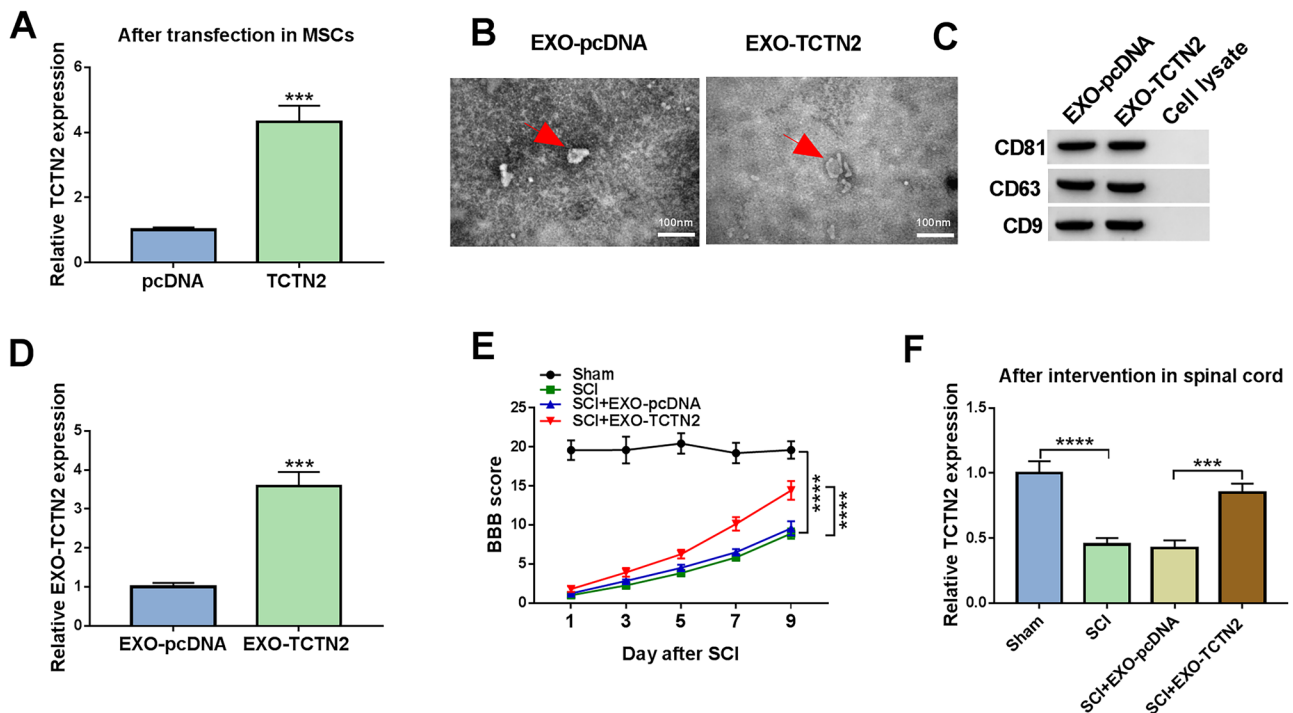 A
After transfection in MSCs
Relative TCTN2 expression
6
4
2
0
***
pcDNA
TCTN2
B
EXO-pcDNA
EXO-TCTN2
100nm
100nm
C
EXO-pcDNA
EXO-TCTN2
Cell lysate
CD81
CD63
CD9
D
Relative EXO-TCTN2 expression
5
4
3
2
1
0
***
EXO-pcDNA
EXO-TCTN2
E
Sham
SCI
SCI+EXO-pcDNA
SCI+EXO-TCTN2
BBB score
25
20
15
10
5
0
****
****
1 3 5 7 9
Day after SCI
F
After intervention in spinal cord
Relative TCTN2 expression
1.5
1.0
0.5
0.0
****
***
Sham
SCI
SCI+EXO-pcDNA
SCI+EXO-TCTN2